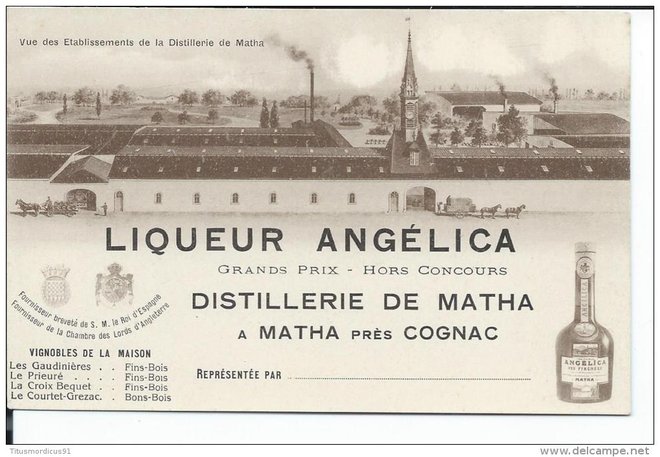 Vue des Etablissements de la Distillerie de Matha
LIQUEUR ANGÉLICA
GRANDS PRIX - HORS CONCOURS
DISTILLERIE DE MATHA
A MATHA PRÈS COGNAC
Fournisseur breveté de S. M. le Roi d'Espagne
Fournisseur de la Chambre des Lords d'Angleterre
VIGNOBLES DE LA MAISON
Les Gaudinières . . Fins-Bois
Le Prieuré . . . . Fins-Bois
La Croix Bequet . . Fins-Bois
Le Courtet-Grezac. . Bons-Bois
REPRÉSENTÉE PAR
ANGÉLICA
ANGÉLICA
DES PYRÉNÉES
MATHA
Titusmordicus91
delcampe.net